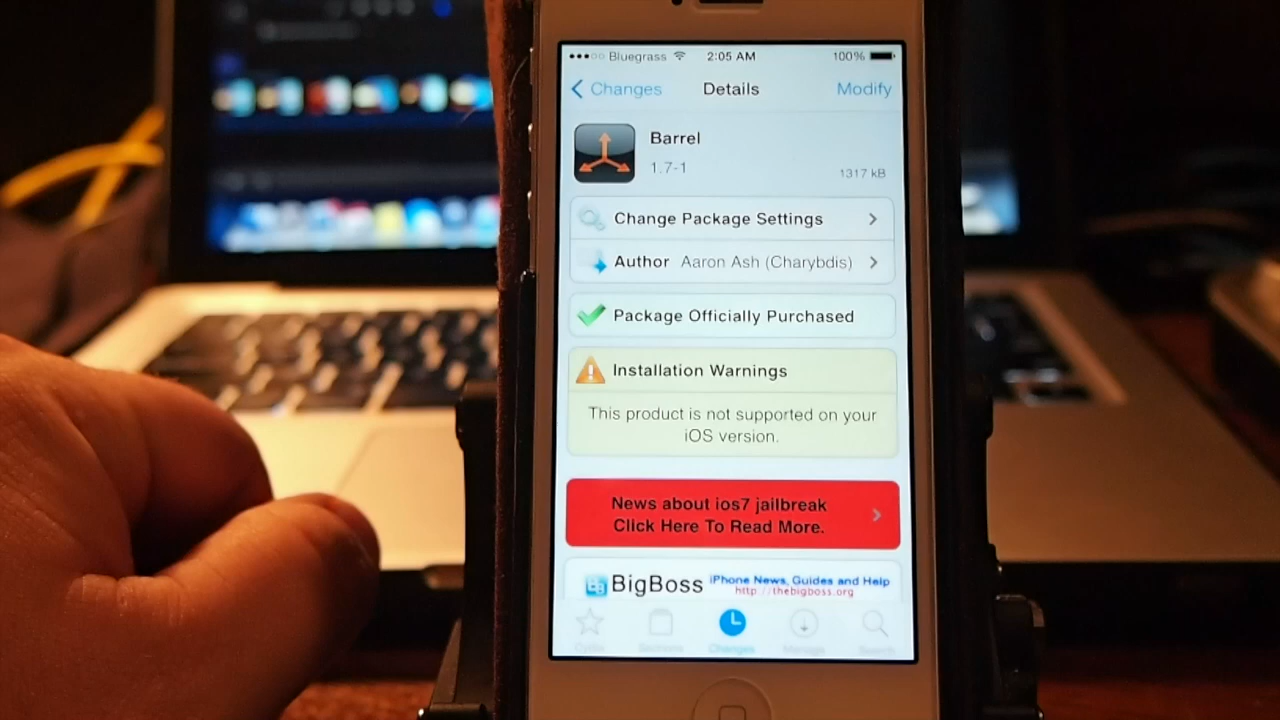 Bluegrass 2:05 AM 100%
Changes Details Modify
Barrel
1.7-1 1317 kB
Change Package Settings
Author Aaron Ash (Charybdis)
Package Officially Purchased
Installation Warnings
This product is not supported on your
iOS version.
News about ios7 jailbreak
Click Here To Read More.
BigBoss iPhone News, Guides and Help
http://thebigboss.org
Changes